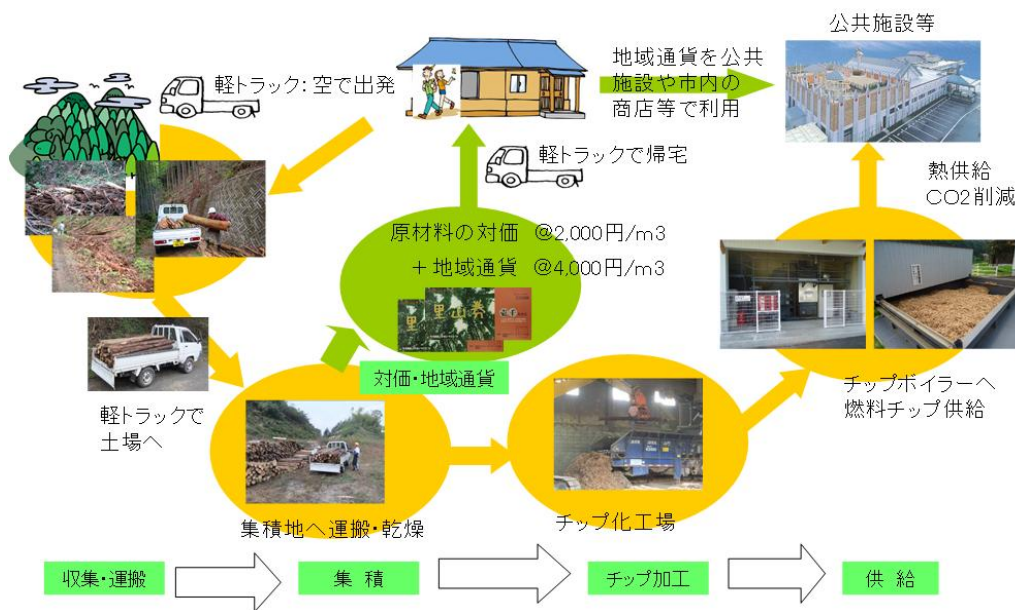 公共施設等
軽トラック：空で出発
地域通貨を公共
施設や市内の
商店等で利用
軽トラックで帰宅
熱供給
CO2削減
原材料の対価 @2,000円/m3
＋地域通貨 @4,000円/m3
里山券
対価・地域通貨
軽トラックで
土場へ
チップボイラーへ
燃料チップ供給
集積地へ運搬・乾燥
チップ化工場
収集・運搬
集 積
チップ加工
供 給